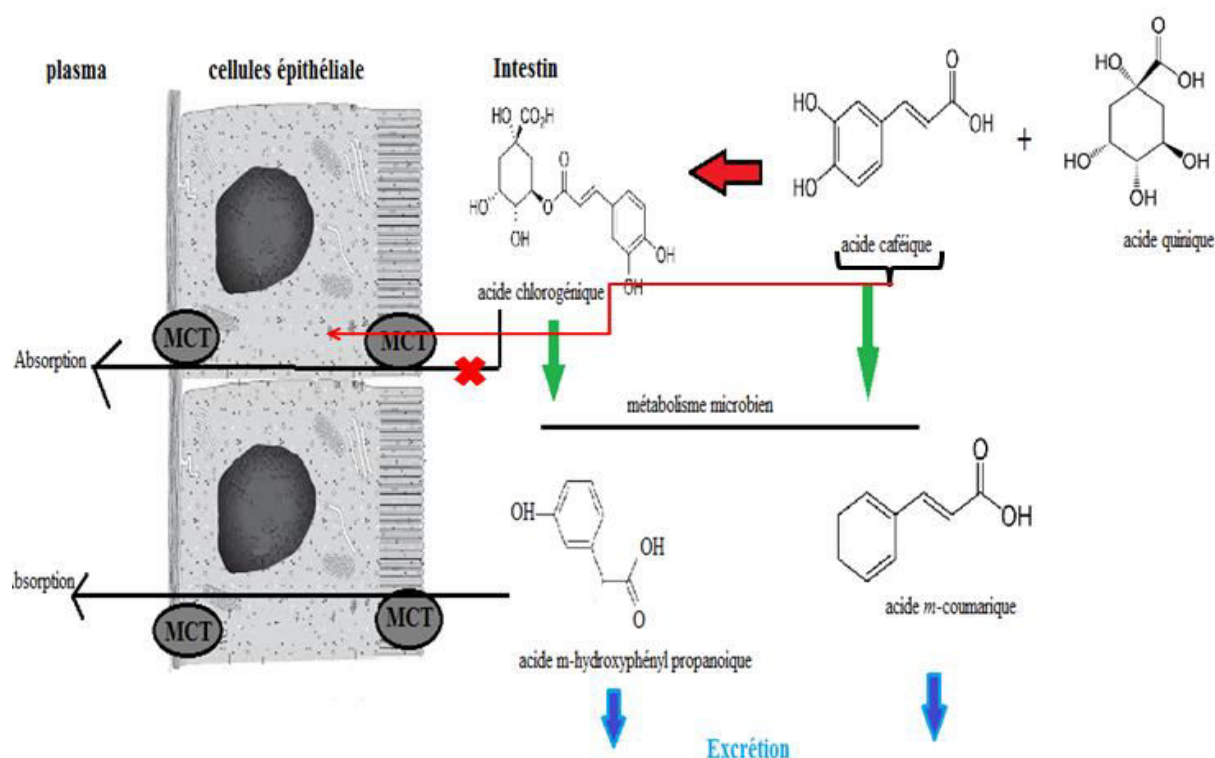 plasma
cellules épithéliale
Intestin
HO
CO₂H
O
O
HO
OH
OH
OH
acide chlorogénique
HO
HO
O
OH
acide caféique
+
HO
O
OH
HO
OH
OH
acide quinique
MCT
MCT
Absorption
métabolisme microbien
OH
OH
O
acide m-hydroxyphényl propanoique
O
OH
acide m-coumarique
bsorption
MCT
MCT
Excrétion